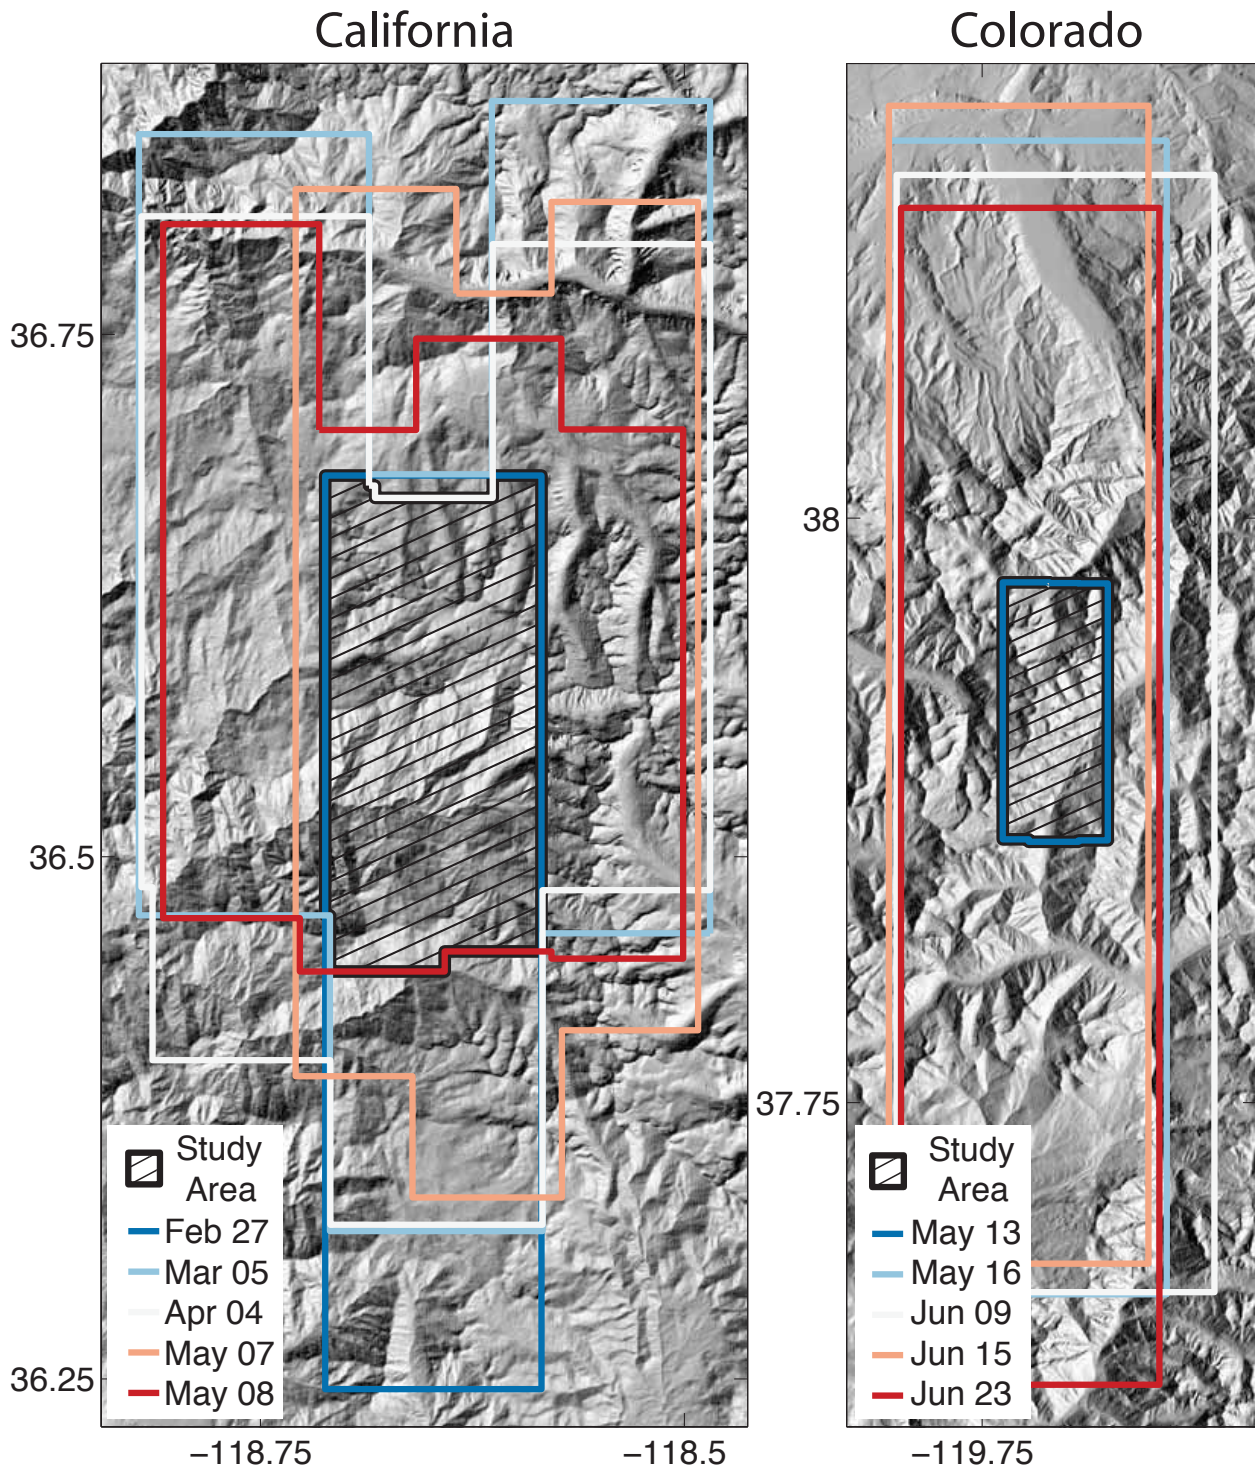 California
Colorado
36.75
36.5
36.25
−118.75
−118.5
Study
Area
Feb 27
Mar 05
Apr 04
May 07
May 08
38
37.75
−119.75
Study
Area
May 13
May 16
Jun 09
Jun 15
Jun 23